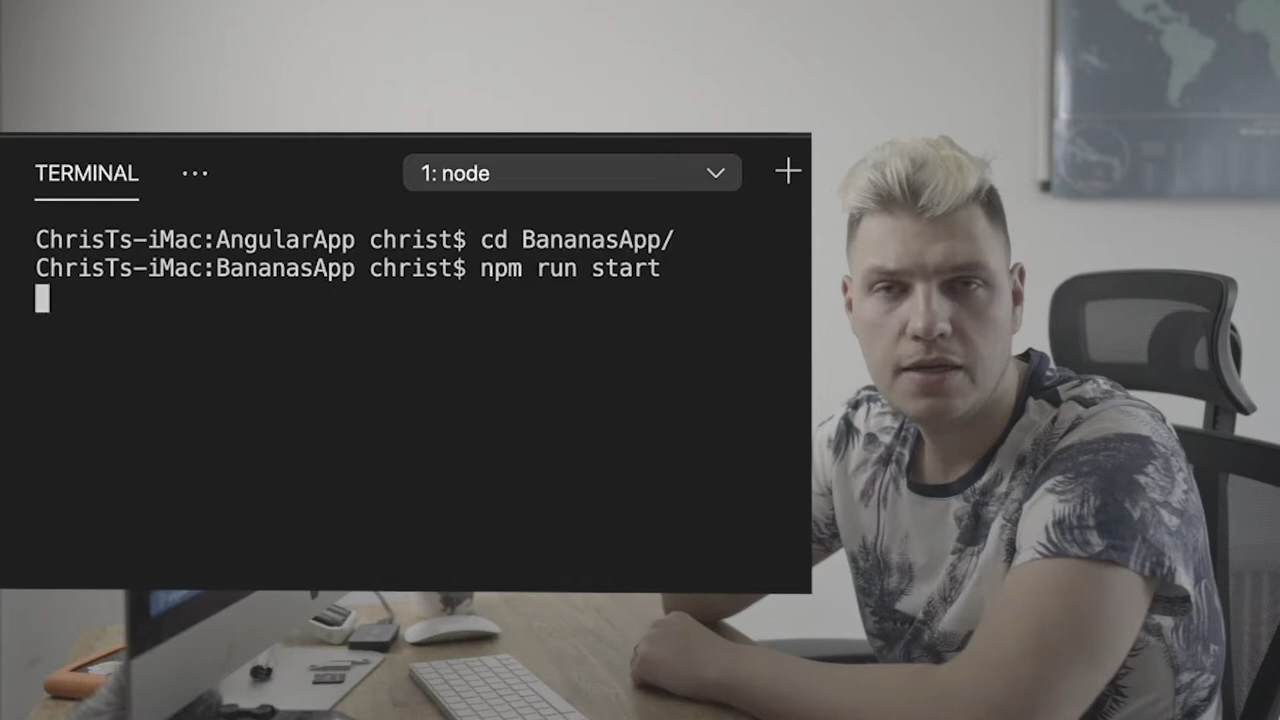 TERMINAL ...
1: node
ChrisTs-iMac:AngularApp christ$ cd BananasApp/
ChrisTs-iMac:BananasApp christ$ npm run start